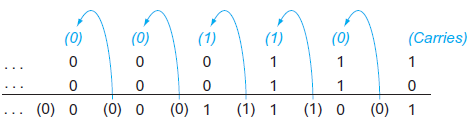 (0) (0) (1) (1) (0) (Carries)
... 0 0 0 1 1 1
... 0 0 0 1 1 0
... (0) 0 (0) 0 (0) 1 (1) 1 (1) 0 (0) 1